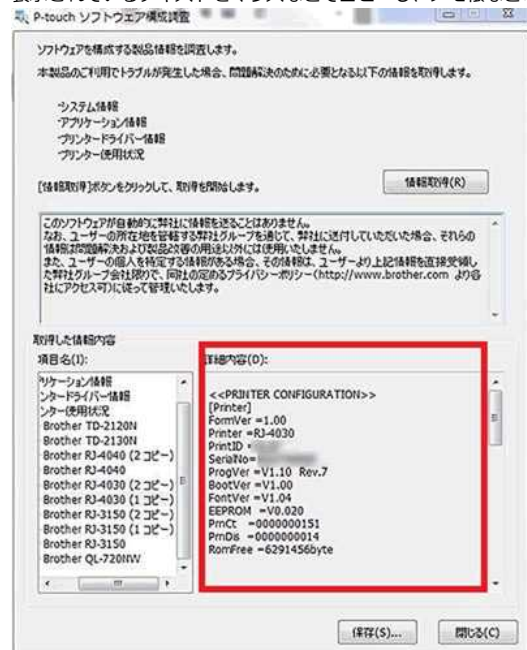 P-touch ソフトウエア構成調査
ソフトウェアを構成する製品情報を調査します。
本製品のご利用でトラブルが発生した場合、問題解決のために必要となる以下の情報を取得します。
・システム情報
・アプリケーション情報
・プリンタードライバー情報
・プリンター使用状況
[情報取得]ボタンをクリックして、取得を開始します。
情報取得(R)
このソフトウェアが自動的に弊社に情報を送ることはありません。
なお、ユーザーの所在地を管轄する弊社グループを通じて、弊社に送付していただいた場合、それらの
情報は問題解決および製品改善の用途以外には使用いたしません。
また、ユーザーの個人を特定する情報がある場合、その情報は、ユーザーより上記情報を直接受領し
た弊社グループ会社限りで、同社の定めるプライバシーポリシー(http://www.brother.com より各
社にアクセス可)に従って管理いたします。
取得した情報内容
項目名(I):
リケーション情報
ンタードライバー情報
ンター使用状況
Brother TD-2120N
Brother TD-2130N
Brother RJ-4040 (2 コピー)
Brother RJ-4040
Brother RJ-4030 (2 コピー)
Brother RJ-4030 (1 コピー)
Brother RJ-3150 (2 コピー)
Brother RJ-3150 (1 コピー)
Brother RJ-3150
Brother QL-720NW
詳細内容(D):
<<PRINTER CONFIGURATION>>
[Printer]
FormVer =1.00
Printer =RJ-4030
PrintID =
SerialNo=
ProgVer =V1.10 Rev.7
BootVer =V1.00
FontVer =V1.04
EEPROM =V0.020
PrnCt =0000000151
PrnDis =0000000014
RomFree =6291456byte
保存(S)...
閉じる(C)